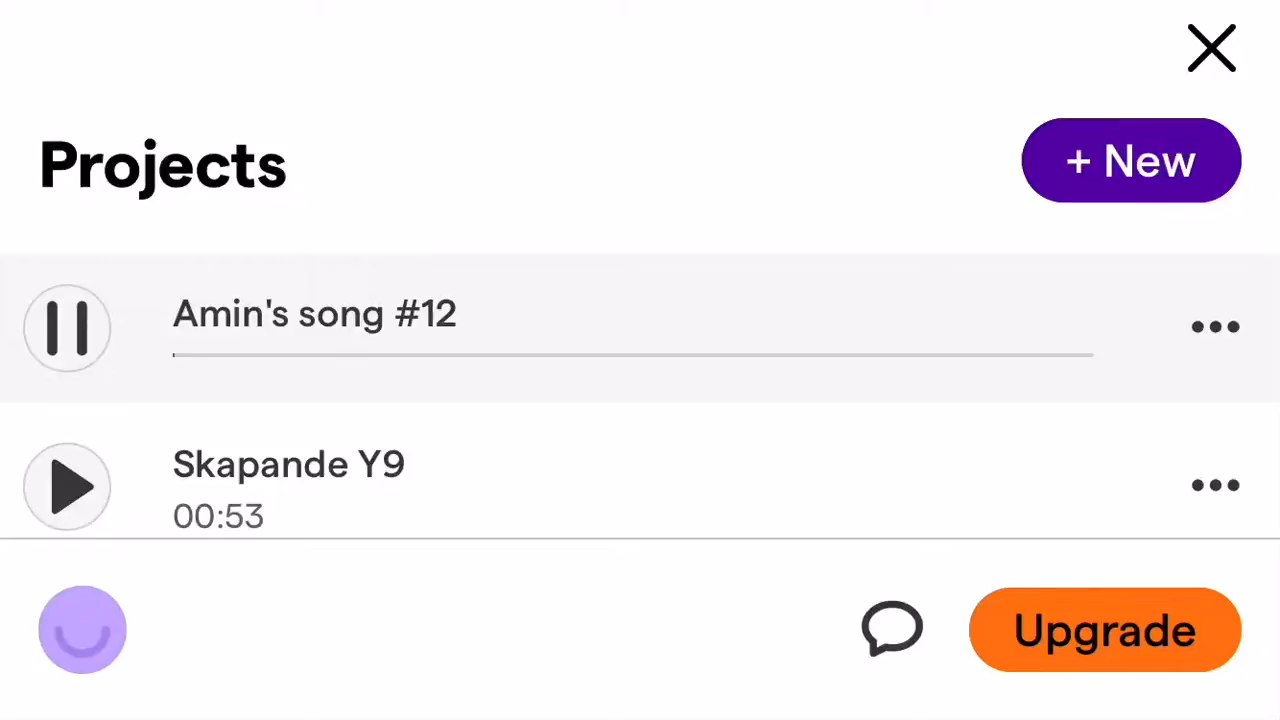 Projects
+ New
Amin's song #12
Skapande Y9
00:53
Upgrade